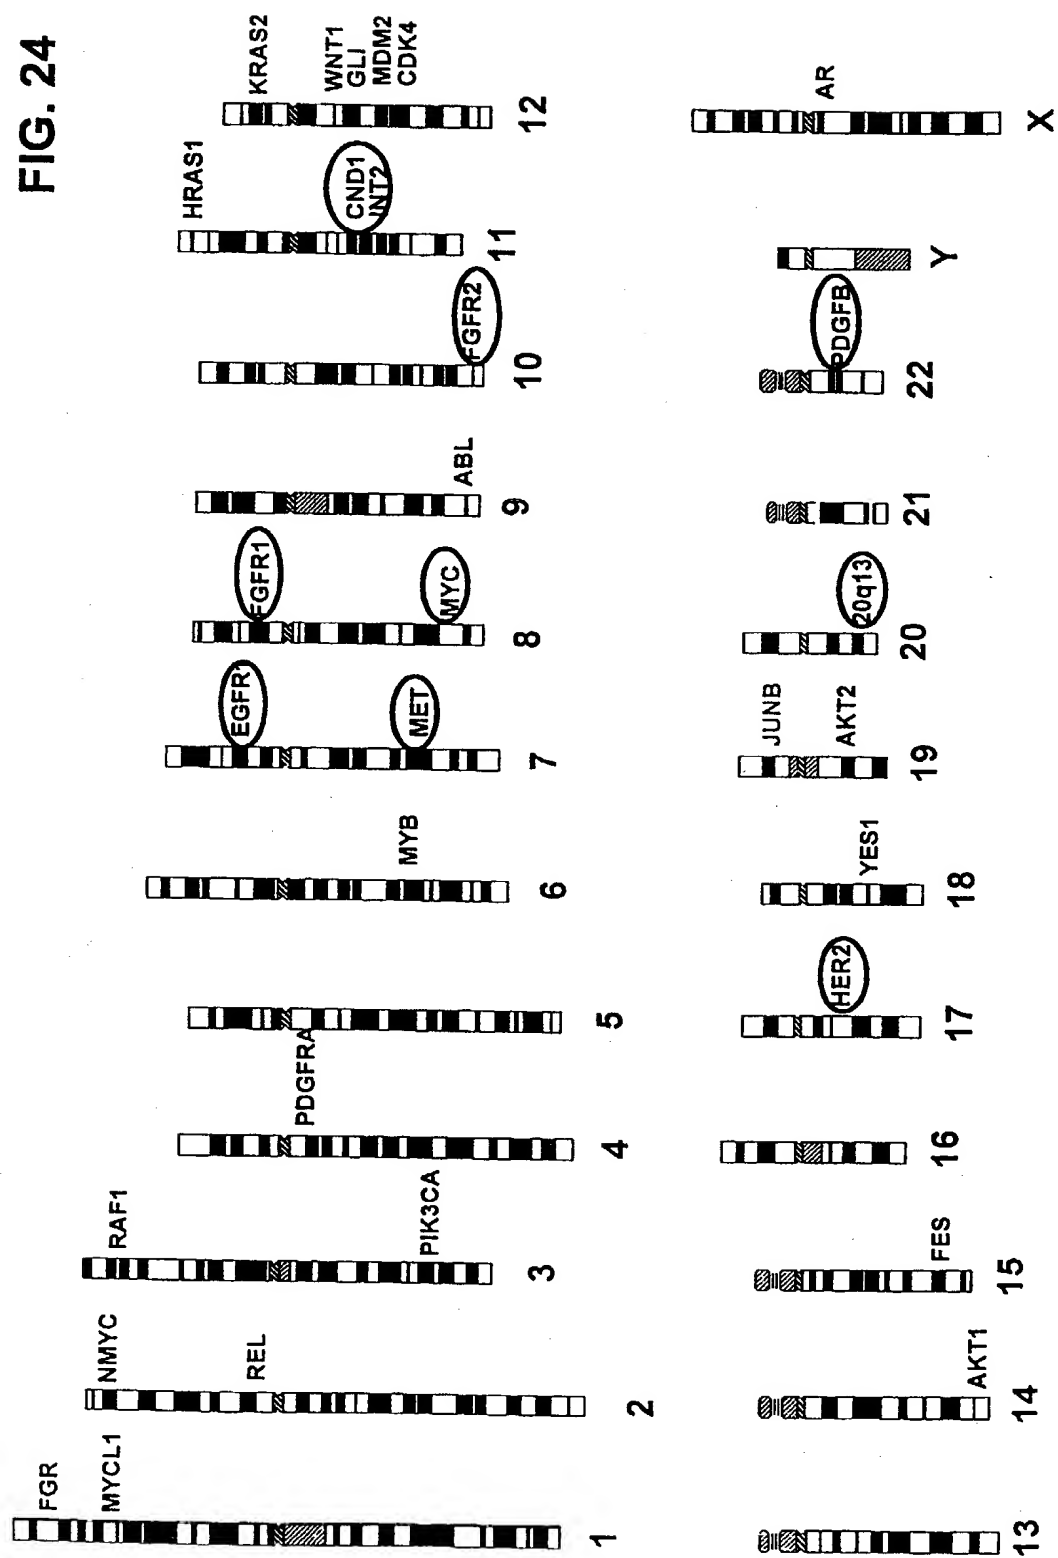 FIG. 24
FGR
MYCL1
1
NMYC
REL
2
RAF1
PIK3CA
3
PDGFRA
4
5
MYB
6
EGFR1
MET
7
FGFR1
MYC
8
ABL
9
FGFR2
10
HRAS1
CND1
INT2
11
KRAS2
WNT1
GLI
MDM2
CDK4
12
13
AKT1
14
FES
15
16
HER2
17
YES1
18
JUNB
AKT2
19
20q13
20
21
PDGFB
22
Y
AR
X